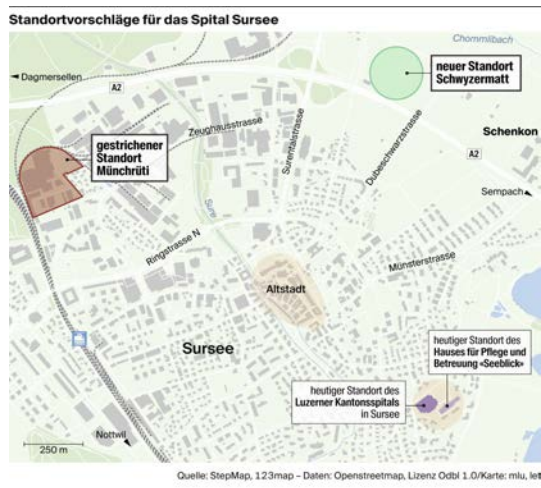 Standortvorschläge für das Spital Sursee
Chommlibach
Dagmersellen
A2
neuer Standort
Schwyzermatt
gestrichener
Standort
Münchrüti
Zeughausstrasse
Surentalstrasse
Dubeschwarzstrasse
Schenkon
A2
Sempach
Sure
Ringstrasse N
Münsterstrasse
Altstadt
Sursee
heutiger Standort des
Hauses für Pflege und
Betreuung «Seeblick»
heutiger Standort des
Luzerner Kantonsspitals
in Sursee
Nottwil
250 m
Quelle: StepMap, 123map – Daten: Openstreetmap, Lizenz Odbl 1.0/Karte: mlu, let